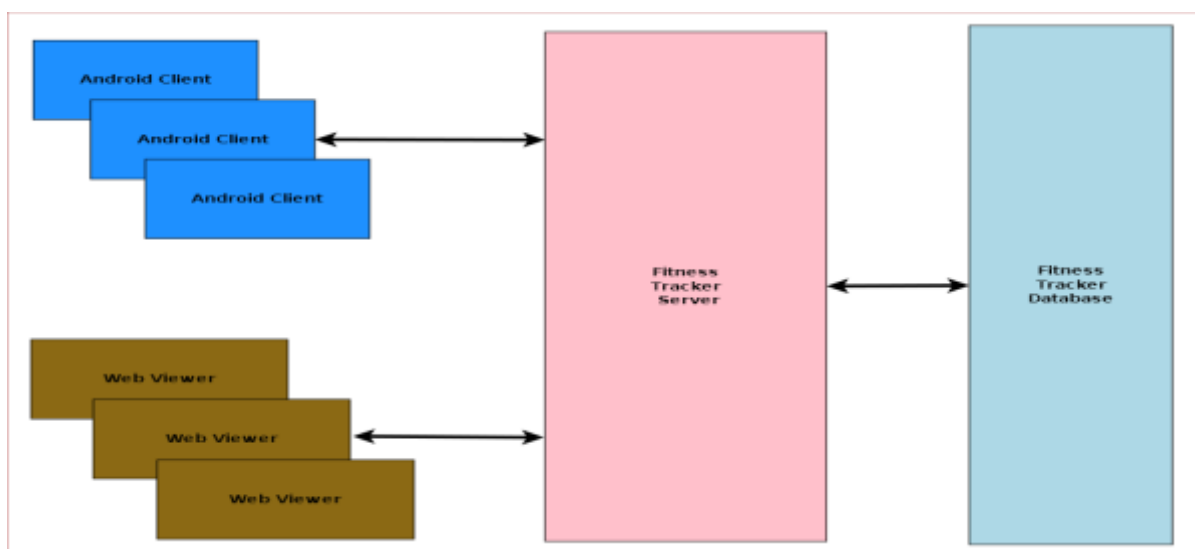 Android Client
Android Client
Android Client
Fitness
Tracker
Server
Fitness
Tracker
Database
Web Viewer
Web Viewer
Web Viewer